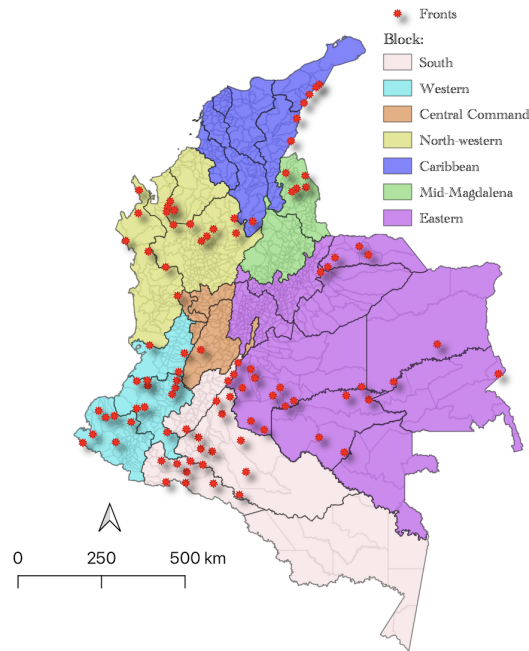 Fronts
Block:
South
Western
Central Command
North-western
Caribbean
Mid-Magdalena
Eastern
0 250 500 km